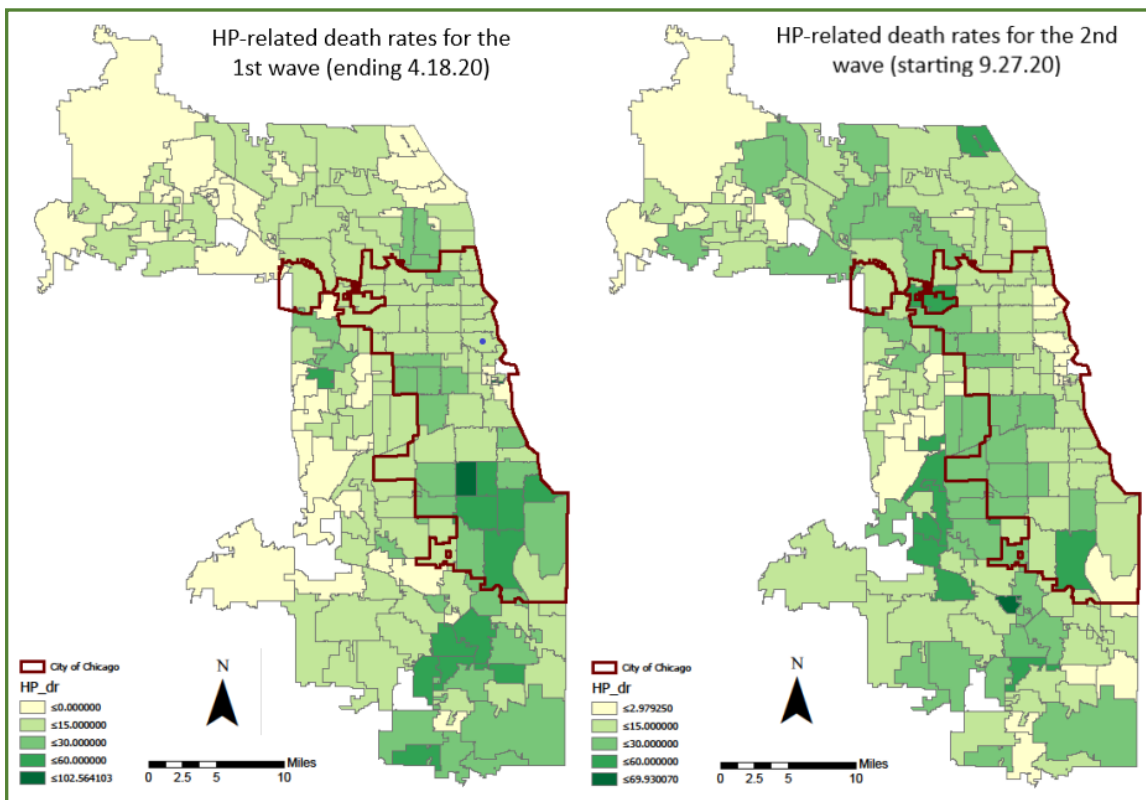 HP-related death rates for the
1st wave (ending 4.18.20)
N
City of Chicago
HP_dr
≤0.000000
≤15.000000
≤30.000000
≤60.000000
≤102.564103
Miles
0 2.5 5 10
HP-related death rates for the 2nd
wave (starting 9.27.20)
N
City of Chicago
HP_dr
≤2.979250
≤15.000000
≤30.000000
≤60.000000
≤69.930070
Miles
0 2.5 5 10